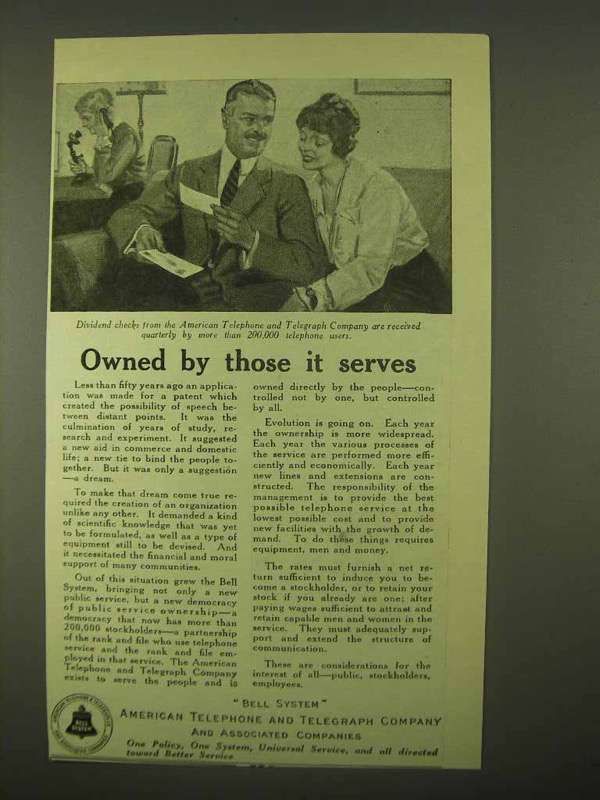 Dividend checks from the American Telephone and Telegraph Company are received
quarterly by more than 200,000 telephone users.
Owned by those it serves
Less than fifty years ago an applica-
tion was made for a patent which
created the possibility of speech be-
tween distant points. It was the
culmination of years of study, re-
search and experiment. It suggested
a new aid in commerce and domestic
life; a new tie to bind the people to-
gether. But it was only a suggestion
—a dream.
To make that dream come true re-
quired the creation of an organization
unlike any other. It demanded a kind
of scientific knowledge that was yet
to be formulated, as well as a type of
equipment still to be devised. And
it necessitated the financial and moral
support of many communities.
Out of this situation grew the Bell
System, bringing not only a new
public service, but a new democracy
of public service ownership—a
democracy that now has more than
200,000 stockholders—a partnership
of the rank and file who use telephone
service and the rank and file em-
ployed in that service. The American
Telephone and Telegraph Company
exists to serve the people and is
owned directly by the people—con-
trolled not by one, but controlled
by all.
Evolution is going on. Each year
the ownership is more widespread.
Each year the various processes of
the service are performed more effi-
ciently and economically. Each year
new lines and extensions are con-
structed. The responsibility of the
management is to provide the best
possible telephone service at the
lowest possible cost and to provide
new facilities with the growth of de-
mand. To do these things requires
equipment, men and money.
The rates must furnish a net re-
turn sufficient to induce you to be-
come a stockholder, or to retain your
stock if you already are one; after
paying wages sufficient to attract and
retain capable men and women in the
service. They must adequately sup-
port and extend the structure of
communication.
These are considerations for the
interest of all—public, stockholders,
employees.
"BELL SYSTEM"
AMERICAN TELEPHONE AND TELEGRAPH COMPANY
AND ASSOCIATED COMPANIES
One Policy, One System, Universal Service, and all directed
toward Better Service
AMERICAN TELEPHONE & TELEGRAPH CO.
BELL
SYSTEM
AND ASSOCIATED COMPANIES